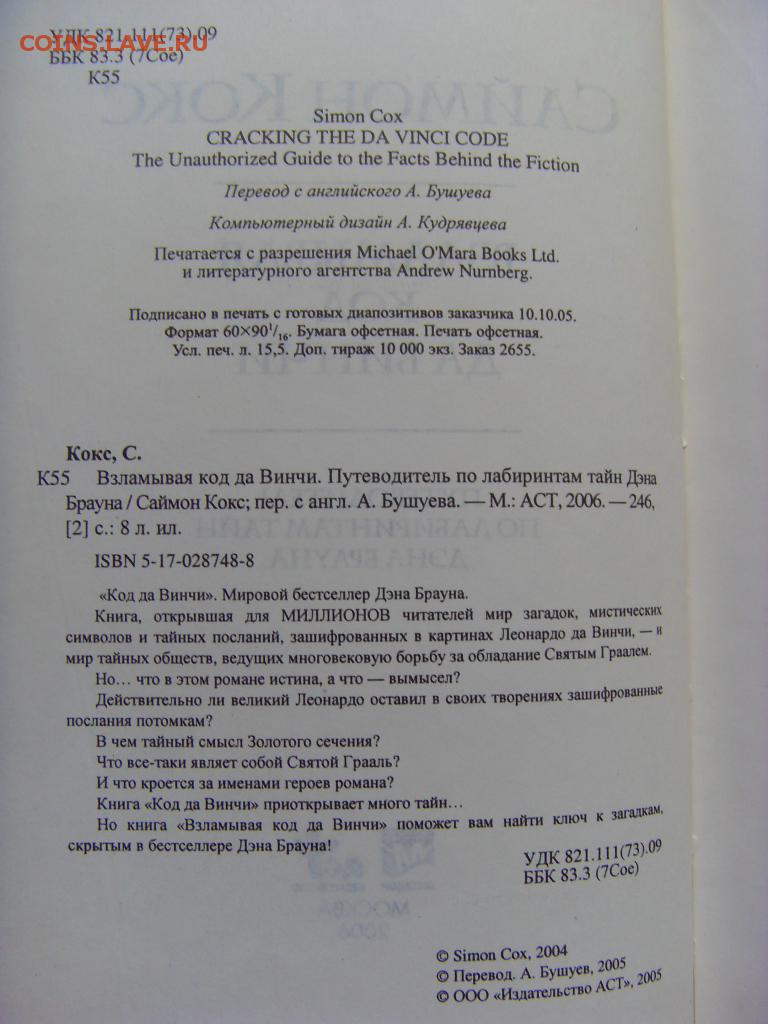 COINS.LAVE.RU
УДК 821.111(73).09
ББК 83.3 (7Сое)
К55
Simon Cox
CRACKING THE DA VINCI CODE
The Unauthorized Guide to the Facts Behind the Fiction
Перевод с английского А. Бушуева
Компьютерный дизайн А. Кудрявцева
Печатается с разрешения Michael O'Mara Books Ltd.
и литературного агентства Andrew Nurnberg.
Подписано в печать с готовых диапозитивов заказчика 10.10.05.
Формат 60×90¹/₁₆. Бумага офсетная. Печать офсетная.
Усл. печ. л. 15,5. Доп. тираж 10 000 экз. Заказ 2655.
Кокс, С.
К55 Взламывая код да Винчи. Путеводитель по лабиринтам тайн Дэна
Брауна / Саймон Кокс; пер. с англ. А. Бушуева. — М.: АСТ, 2006. — 246,
[2] с.: 8 л. ил.
ISBN 5-17-028748-8
«Код да Винчи». Мировой бестселлер Дэна Брауна.
Книга, открывшая для МИЛЛИОНОВ читателей мир загадок, мистических
символов и тайных посланий, зашифрованных в картинах Леонардо да Винчи, — и
мир тайных обществ, ведущих многовековую борьбу за обладание Святым Граалем.
Но... что в этом романе истина, а что — вымысел?
Действительно ли великий Леонардо оставил в своих творениях зашифрованные
послания потомкам?
В чем тайный смысл Золотого сечения?
Что все-таки являет собой Святой Грааль?
И что кроется за именами героев романа?
Книга «Код да Винчи» приоткрывает много тайн...
Но книга «Взламывая код да Винчи» поможет вам найти ключ к загадкам,
скрытым в бестселлере Дэна Брауна!
УДК 821.111(73).09
ББК 83.3 (7Сое)
© Simon Cox, 2004
© Перевод. А. Бушуев, 2005
© ООО «Издательство АСТ», 2005